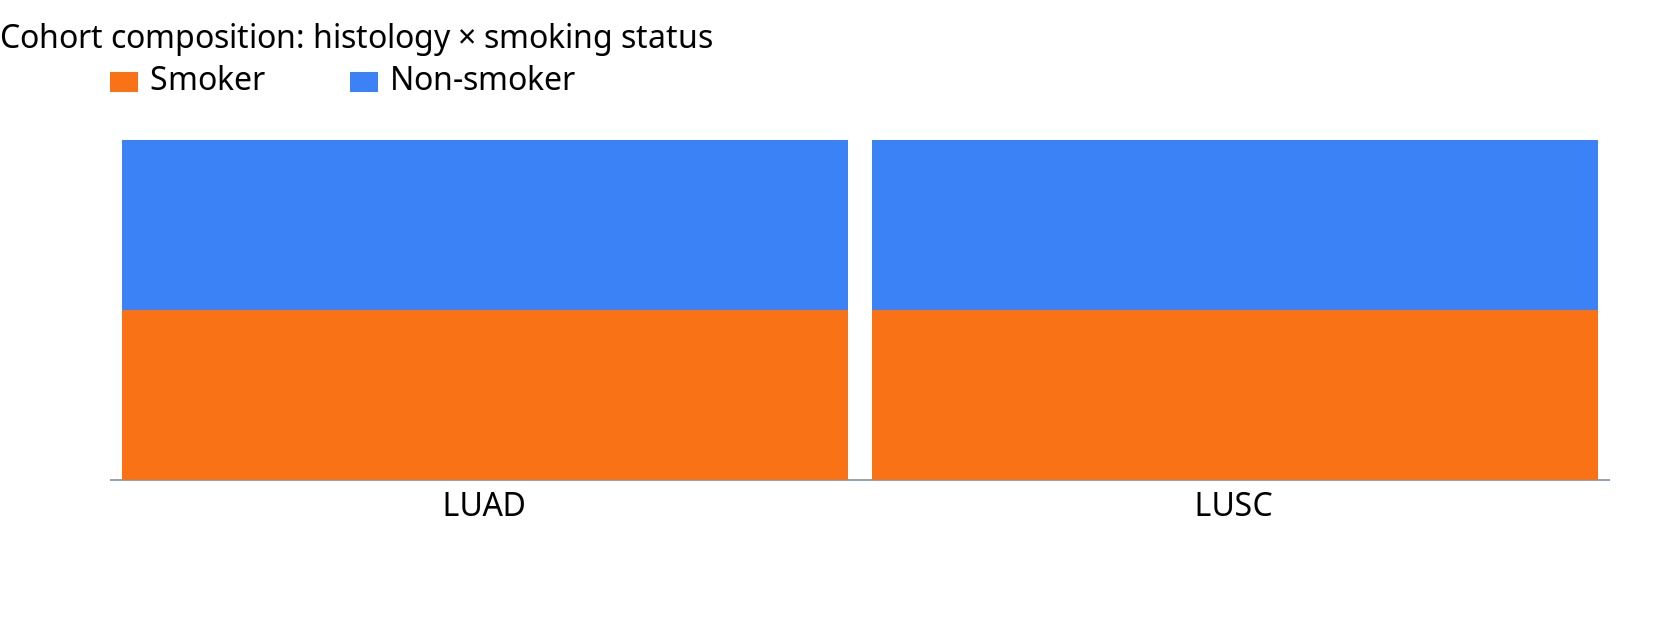 Cohort composition: histology × smoking status
Smoker Non-smoker
LUAD LUSC